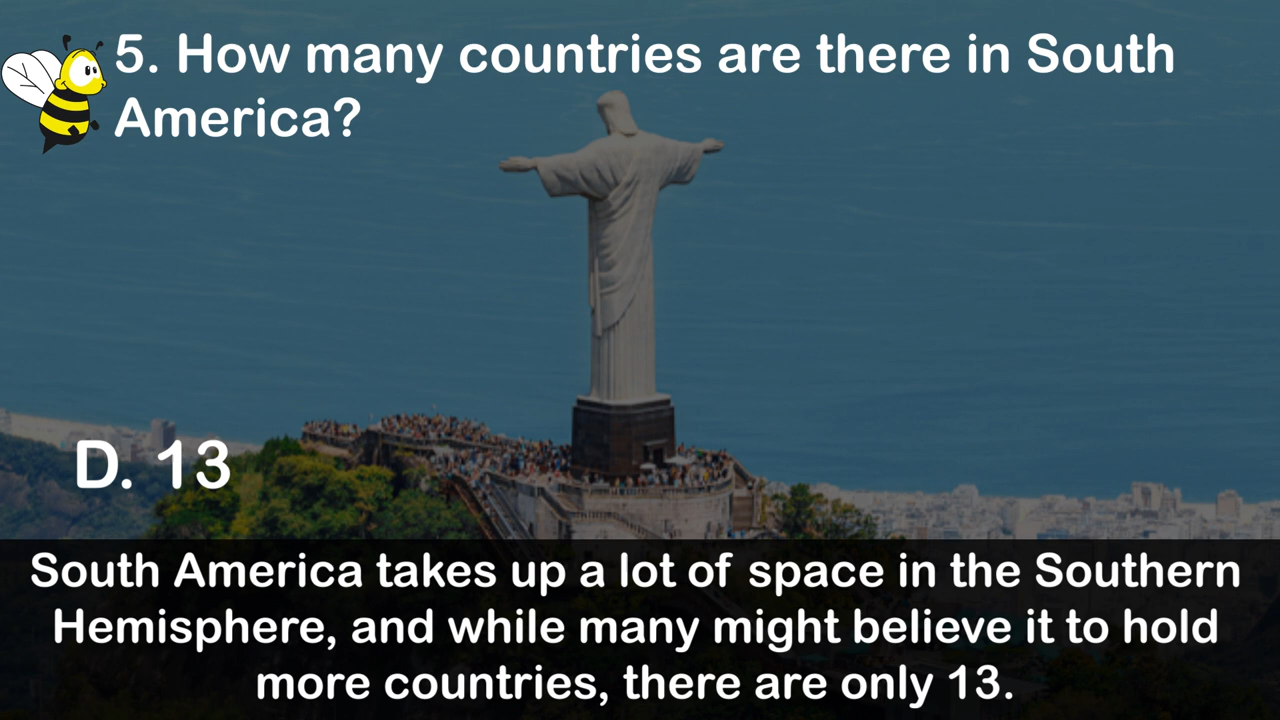 5. How many countries are there in South
America?
D. 13
South America takes up a lot of space in the Southern
Hemisphere, and while many might believe it to hold
more countries, there are only 13.